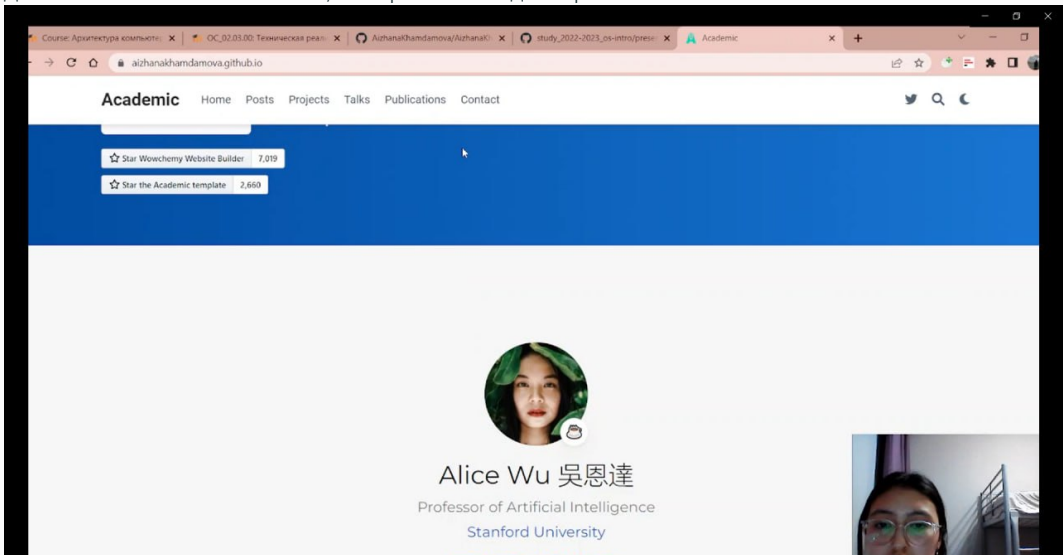 Course: Архитектура компьютер
ОС_02.03.00: Техническая реал
AizhanaKhamdamova/AizhanaK
study_2022-2023_os-intro/prese
Academic
aizhanakhamdamova.github.io
Academic Home Posts Projects Talks Publications Contact
Star Wowchemy Website Builder 7,019
Star the Academic template 2,660
Alice Wu 吳恩達
Professor of Artificial Intelligence
Stanford University